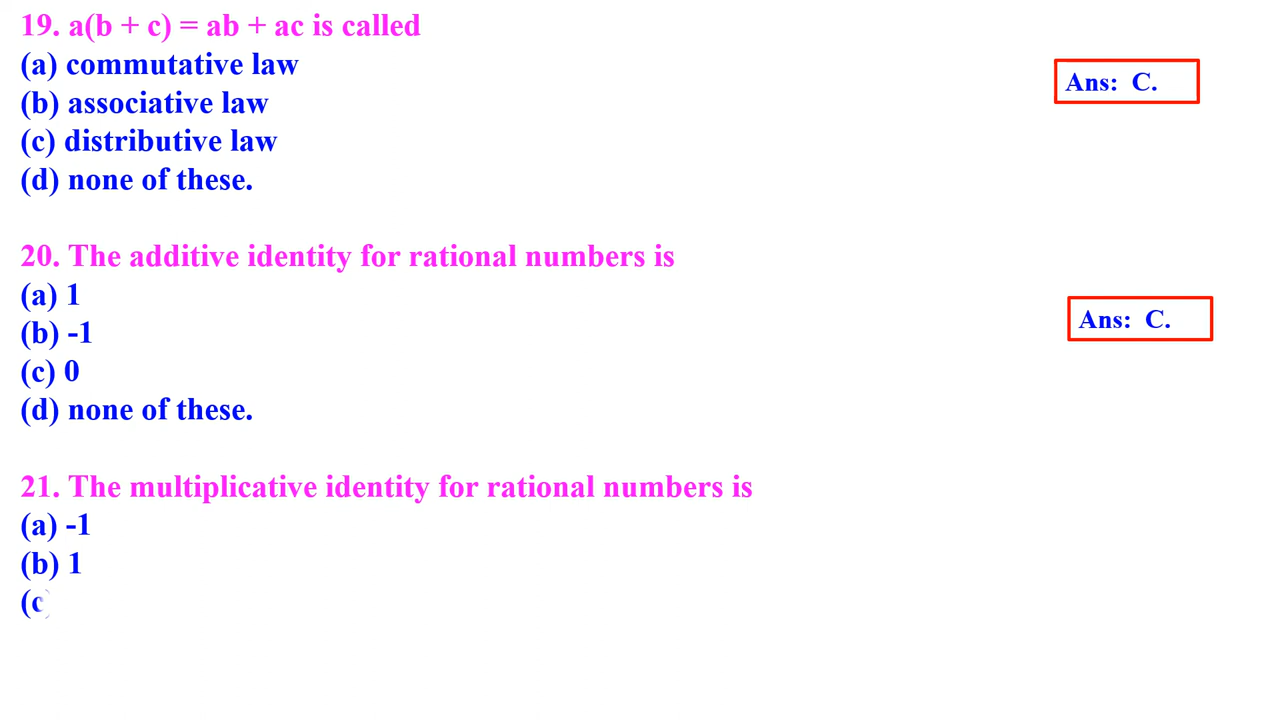 19. a(b + c) = ab + ac is called
(a) commutative law
(b) associative law
(c) distributive law
(d) none of these.
Ans: C.
20. The additive identity for rational numbers is
(a) 1
(b) -1
(c) 0
(d) none of these.
Ans: C.
21. The multiplicative identity for rational numbers is
(a) -1
(b) 1
(c)